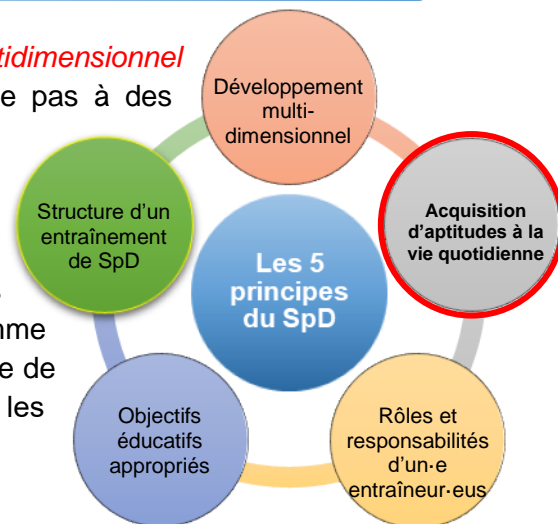 tidimensionnel
e pas à des
Développement
multi-
dimensionnel
Acquisition
d’aptitudes à la
vie quotidienne
Structure d’un
entraînement
de SpD
Les 5
principes
du SpD
mme
e de
les
Objectifs
éducatifs
appropriés
Rôles et
responsabilités
d’un·e
entraîneur·eus